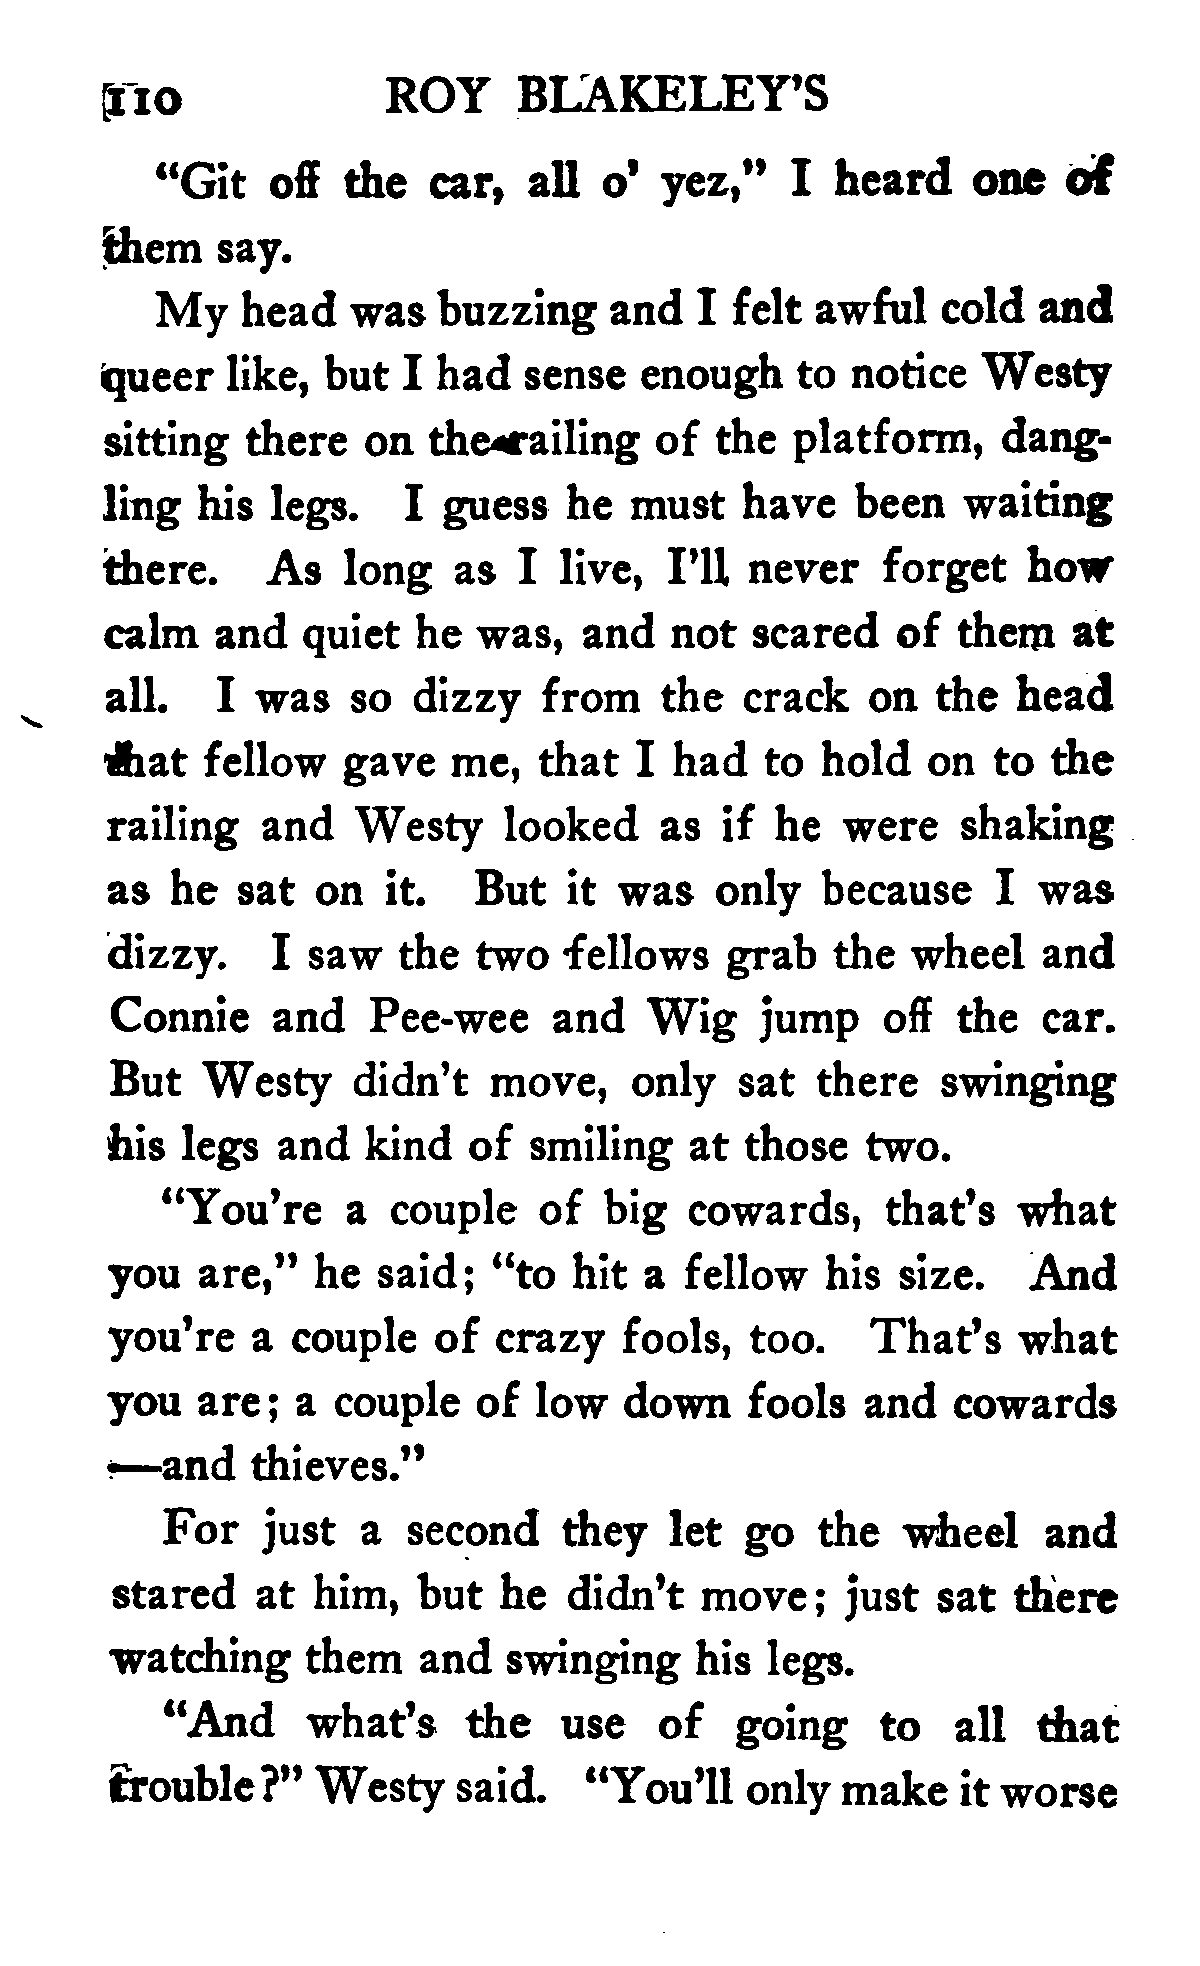 110 ROY BLAKELEY'S
"Git off the car, all o' yez," I heard one of
them say.
My head was buzzing and I felt awful cold and
queer like, but I had sense enough to notice Westy
sitting there on the railing of the platform, dang-
ling his legs. I guess he must have been waiting
there. As long as I live, I'll never forget how
calm and quiet he was, and not scared of them at
all. I was so dizzy from the crack on the head
that fellow gave me, that I had to hold on to the
railing and Westy looked as if he were shaking
as he sat on it. But it was only because I was
dizzy. I saw the two fellows grab the wheel and
Connie and Pee-wee and Wig jump off the car.
But Westy didn't move, only sat there swinging
his legs and kind of smiling at those two.
"You're a couple of big cowards, that's what
you are," he said; "to hit a fellow his size. And
you're a couple of crazy fools, too. That's what
you are; a couple of low down fools and cowards
—and thieves."
For just a second they let go the wheel and
stared at him, but he didn't move; just sat there
watching them and swinging his legs.
"And what's the use of going to all that
trouble?" Westy said. "You'll only make it worse